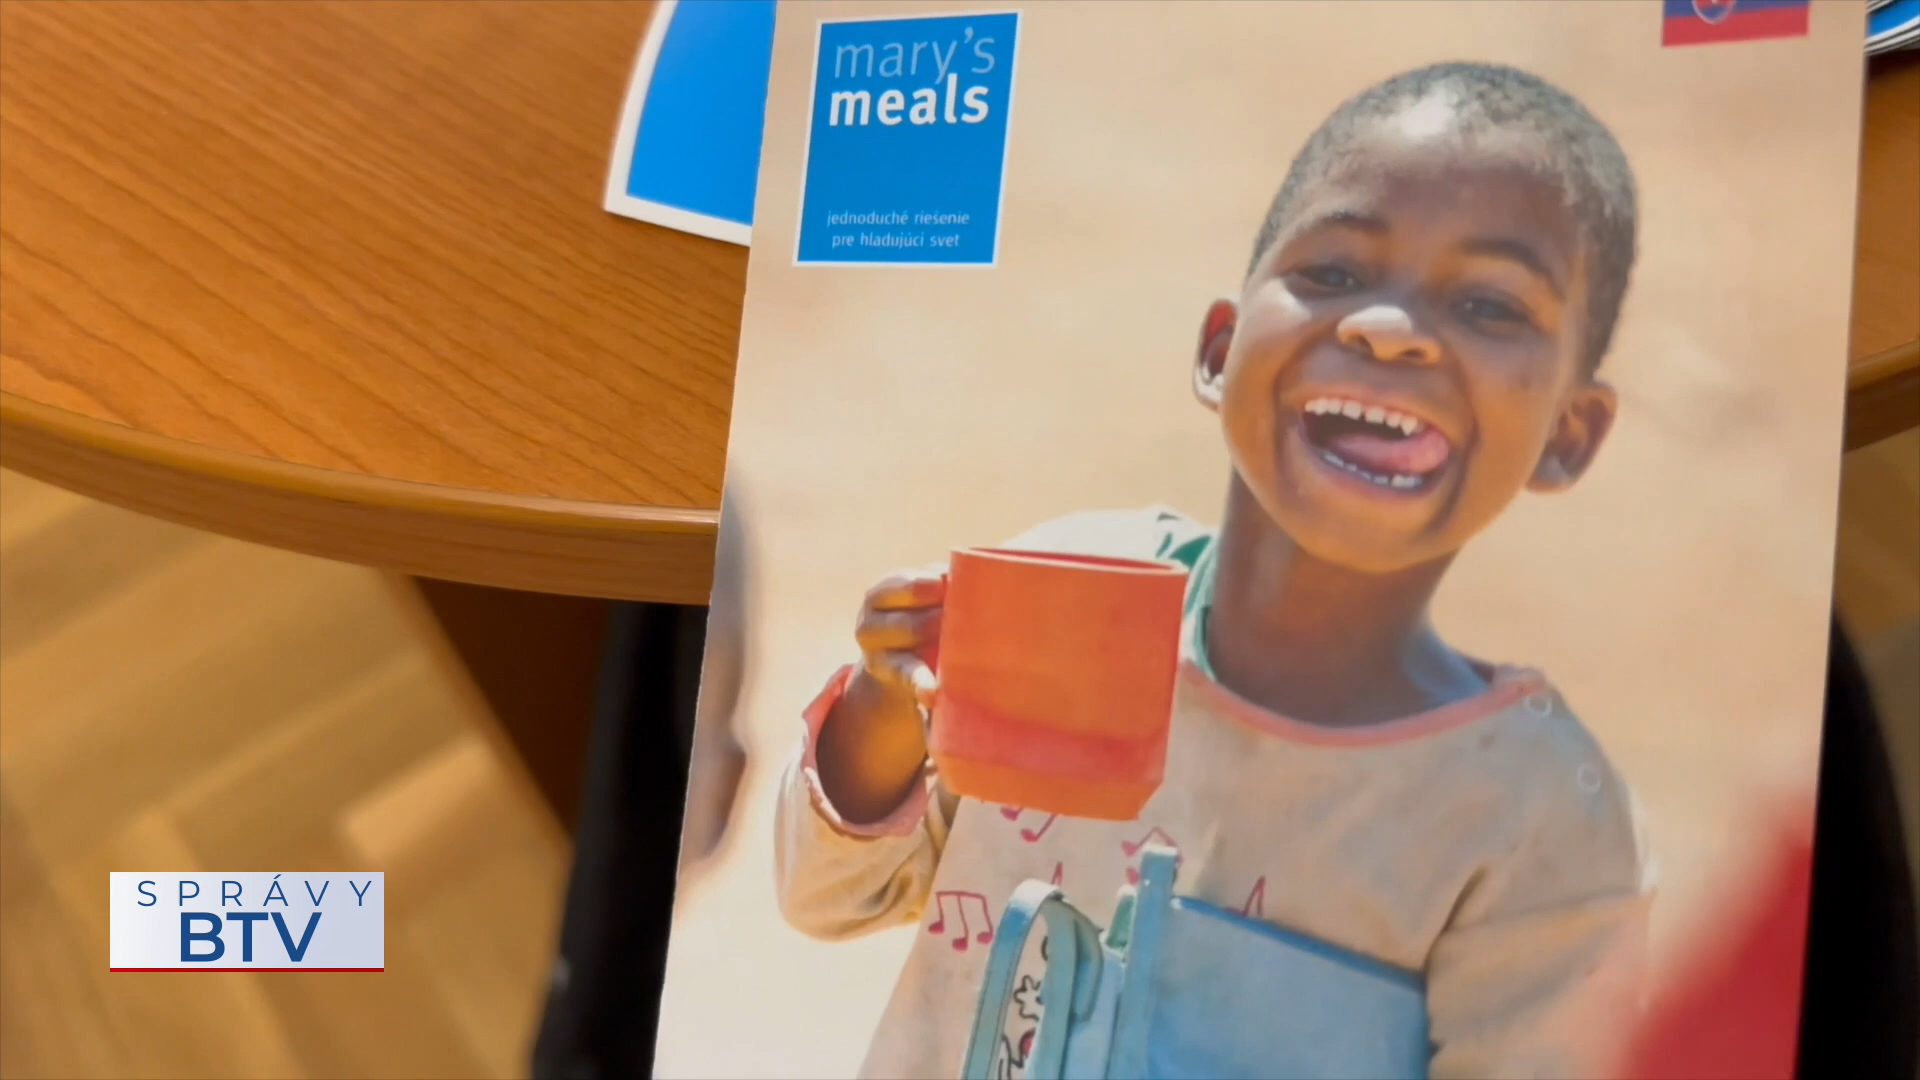 mary's
meals
jednoduché riešenie
pre hladujúci svet
SPRÁVY
BTV